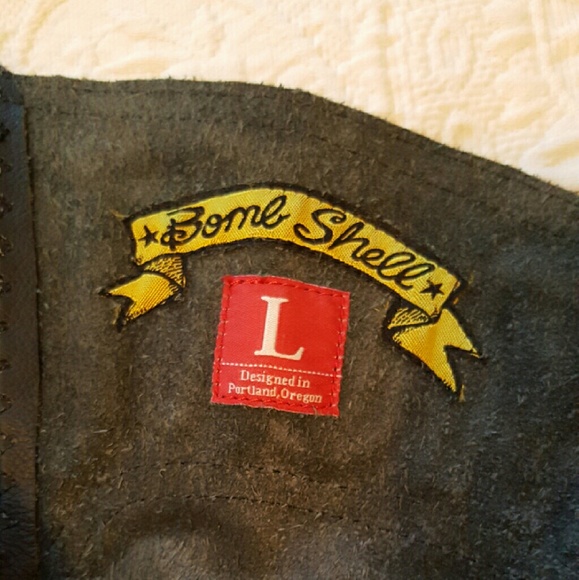 Bomb Shell
L
Designed in
Portland, Oregon